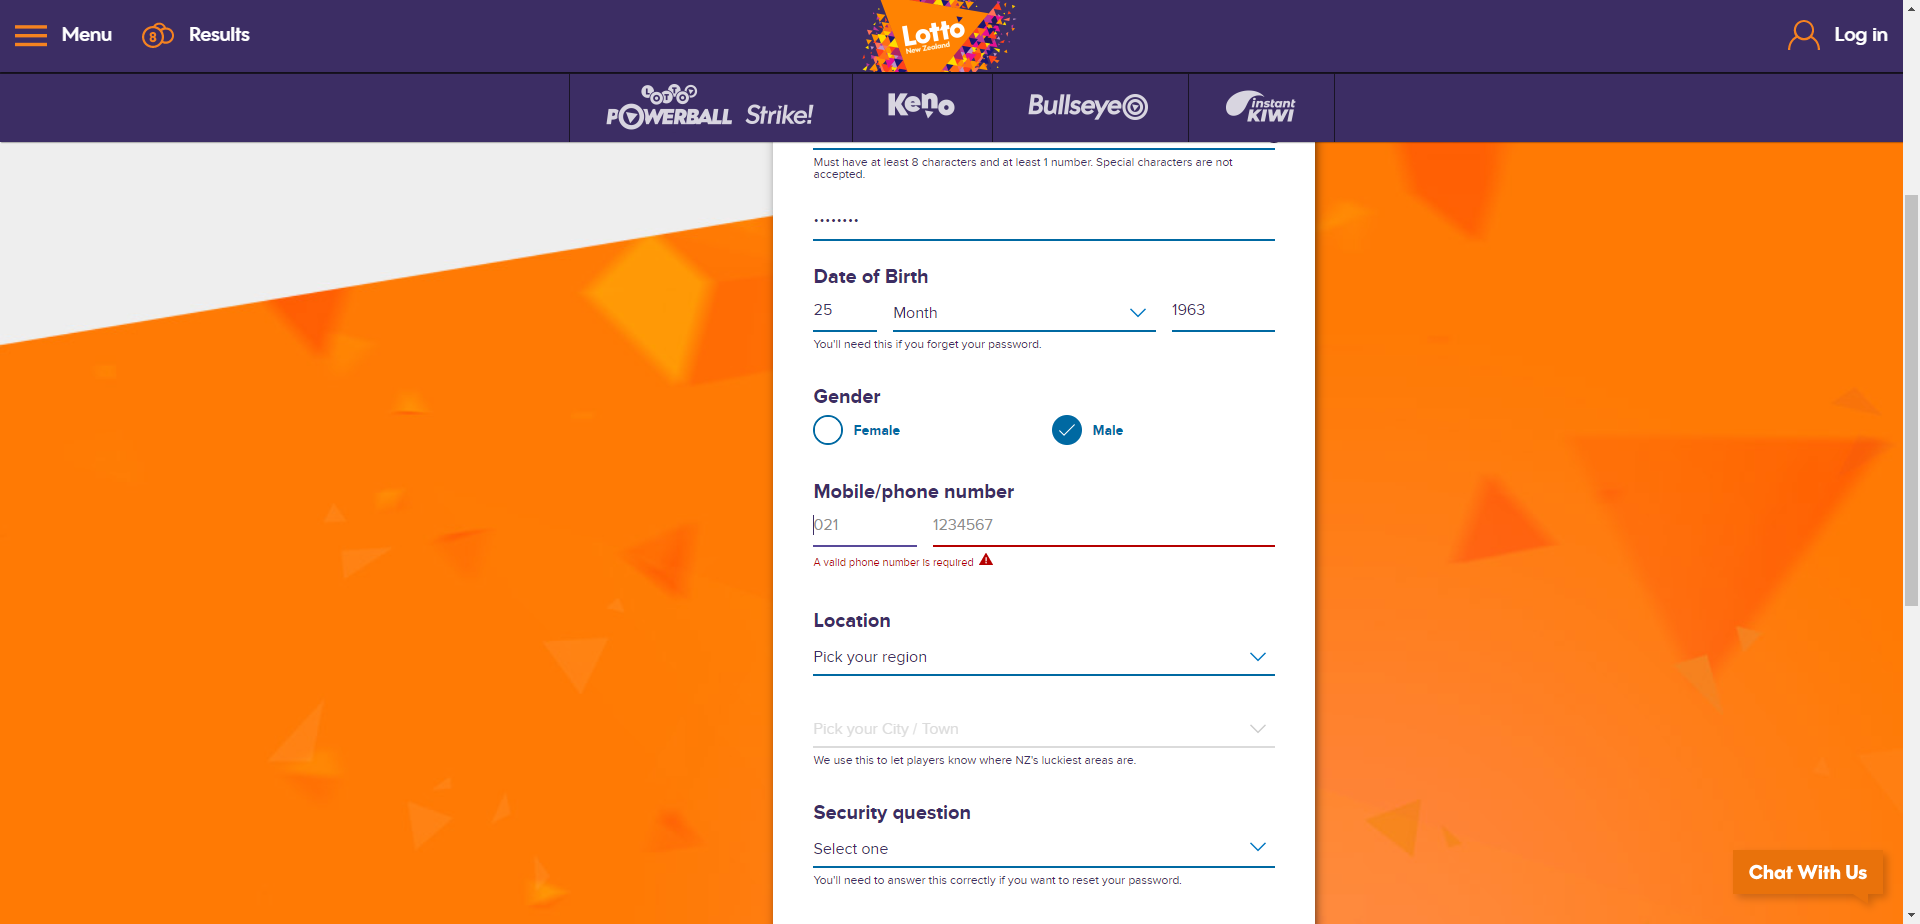 Menu
8
Results
Lotto
New Zealand
Log in
LOTTO
POWERBALL Strike!
Keno
Bullseye
instant
KIWI
Must have at least 8 characters and at least 1 number. Special characters are not
accepted.
••••••••
Date of Birth
25
Month
1963
You'll need this if you forget your password.
Gender
Female
Male
Mobile/phone number
021
1234567
A valid phone number is required
Location
Pick your region
Pick your City / Town
We use this to let players know where NZ's luckiest areas are.
Security question
Select one
You'll need to answer this correctly if you want to reset your password.
Chat With Us